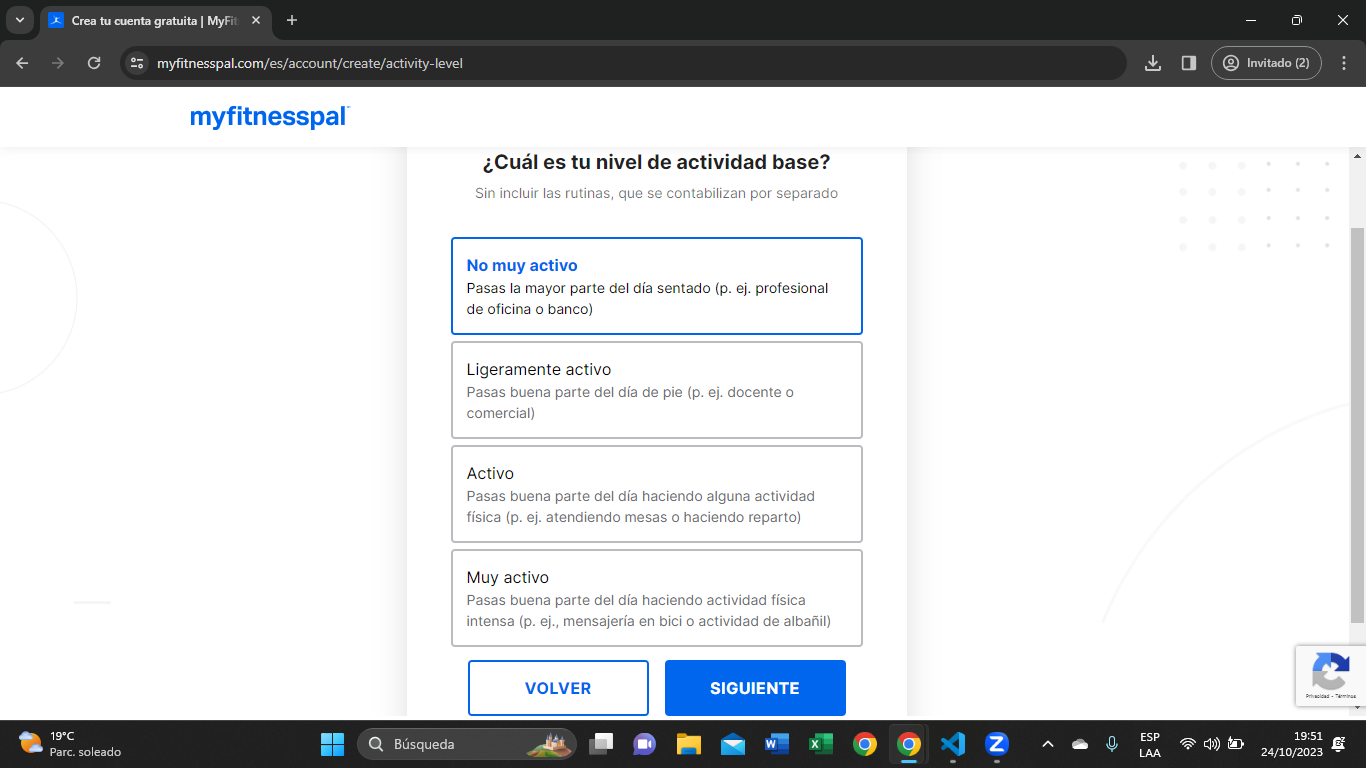 Crea tu cuenta gratuita | MyFit
myfitnesspal.com/es/account/create/activity-level
Invitado (2)
myfitnesspal
¿Cuál es tu nivel de actividad base?
Sin incluir las rutinas, que se contabilizan por separado
No muy activo
Pasas la mayor parte del día sentado (p. ej. profesional
de oficina o banco)
Ligeramente activo
Pasas buena parte del día de pie (p. ej. docente o
comercial)
Activo
Pasas buena parte del día haciendo alguna actividad
física (p. ej. atendiendo mesas o haciendo reparto)
Muy activo
Pasas buena parte del día haciendo actividad física
intensa (p. ej., mensajería en bici o actividad de albañil)
VOLVER
SIGUIENTE
Privacidad - Términos
19°C
Parc. soleado
Búsqueda
ESP
LAA
19:51
24/10/2023